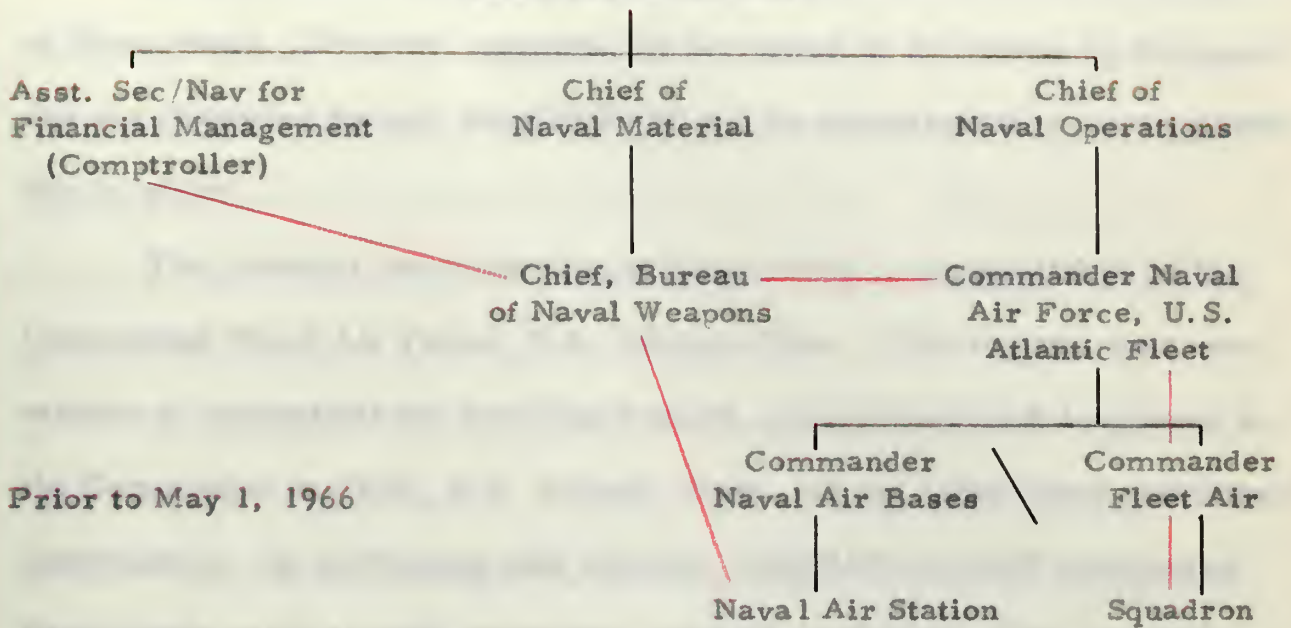 Asst. Sec/Nav for
Financial Management
(Comptroller)
Chief of
Naval Material
Chief of
Naval Operations
Chief, Bureau
of Naval Weapons
Commander Naval
Air Force, U.S.
Atlantic Fleet
Prior to May 1, 1966
Commander
Naval Air Bases
Commander
Fleet Air
Naval Air Station
Squadron